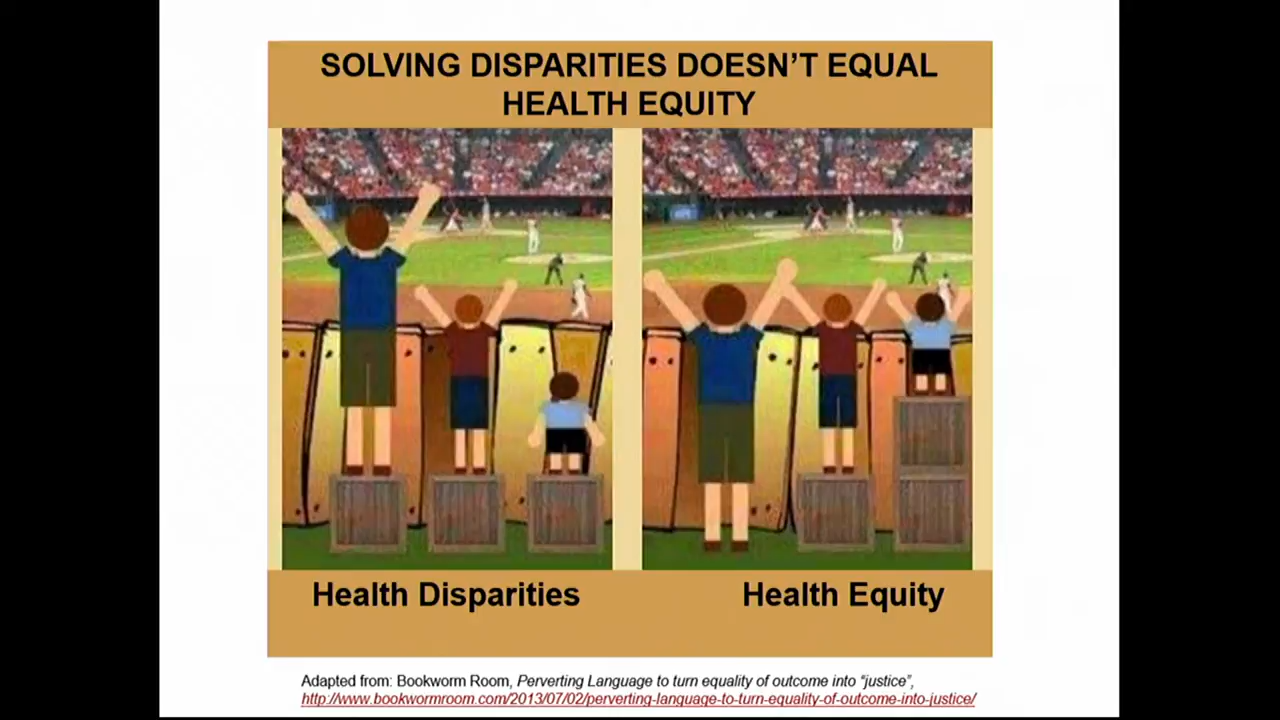 SOLVING DISPARITIES DOESN'T EQUAL
HEALTH EQUITY
Health Disparities
Health Equity
Adapted from: Bookworm Room, Perverting Language to turn equality of outcome into “justice”,
http://www.bookwormroom.com/2013/07/02/perverting-language-to-turn-equality-of-outcome-into-justice/